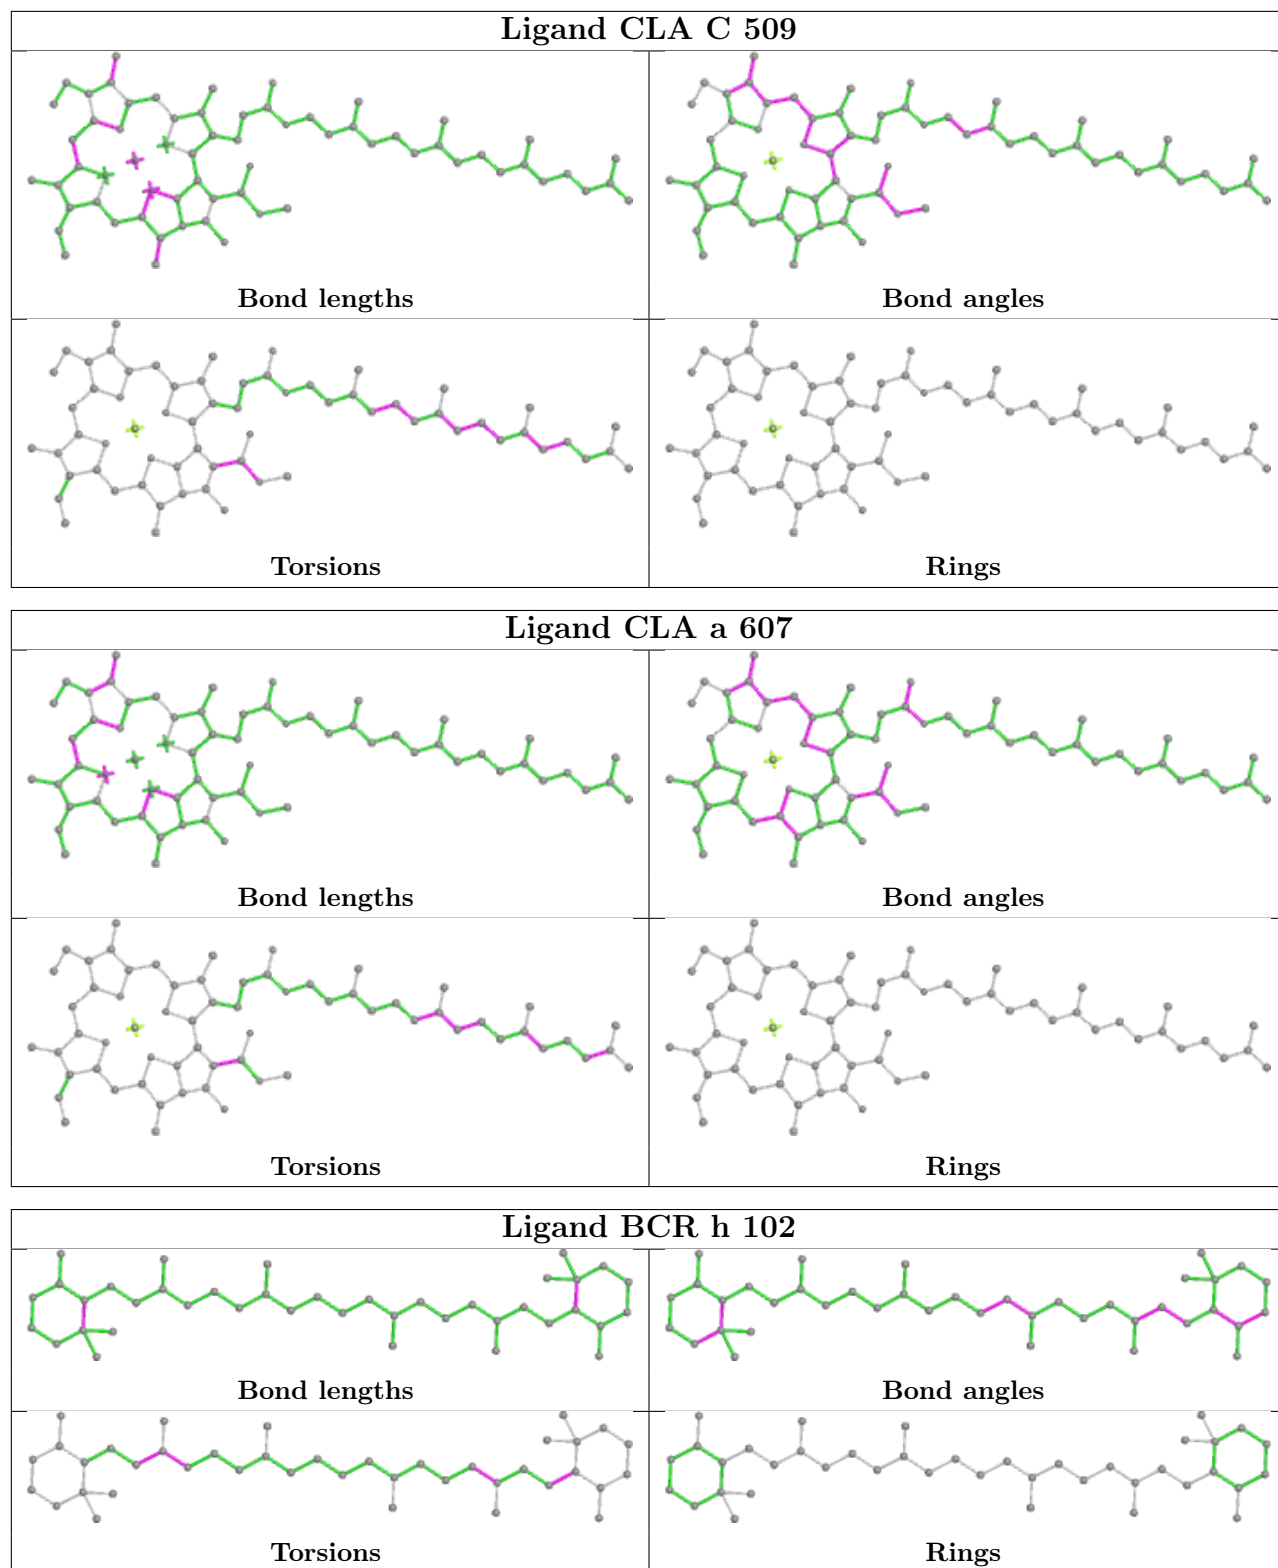 Ligand CLA C 509
Bond lengths
Bond angles
Torsions
Rings
Ligand CLA a 607
Bond lengths
Bond angles
Torsions
Rings
Ligand BCR h 102
Bond lengths
Bond angles
Torsions
Rings